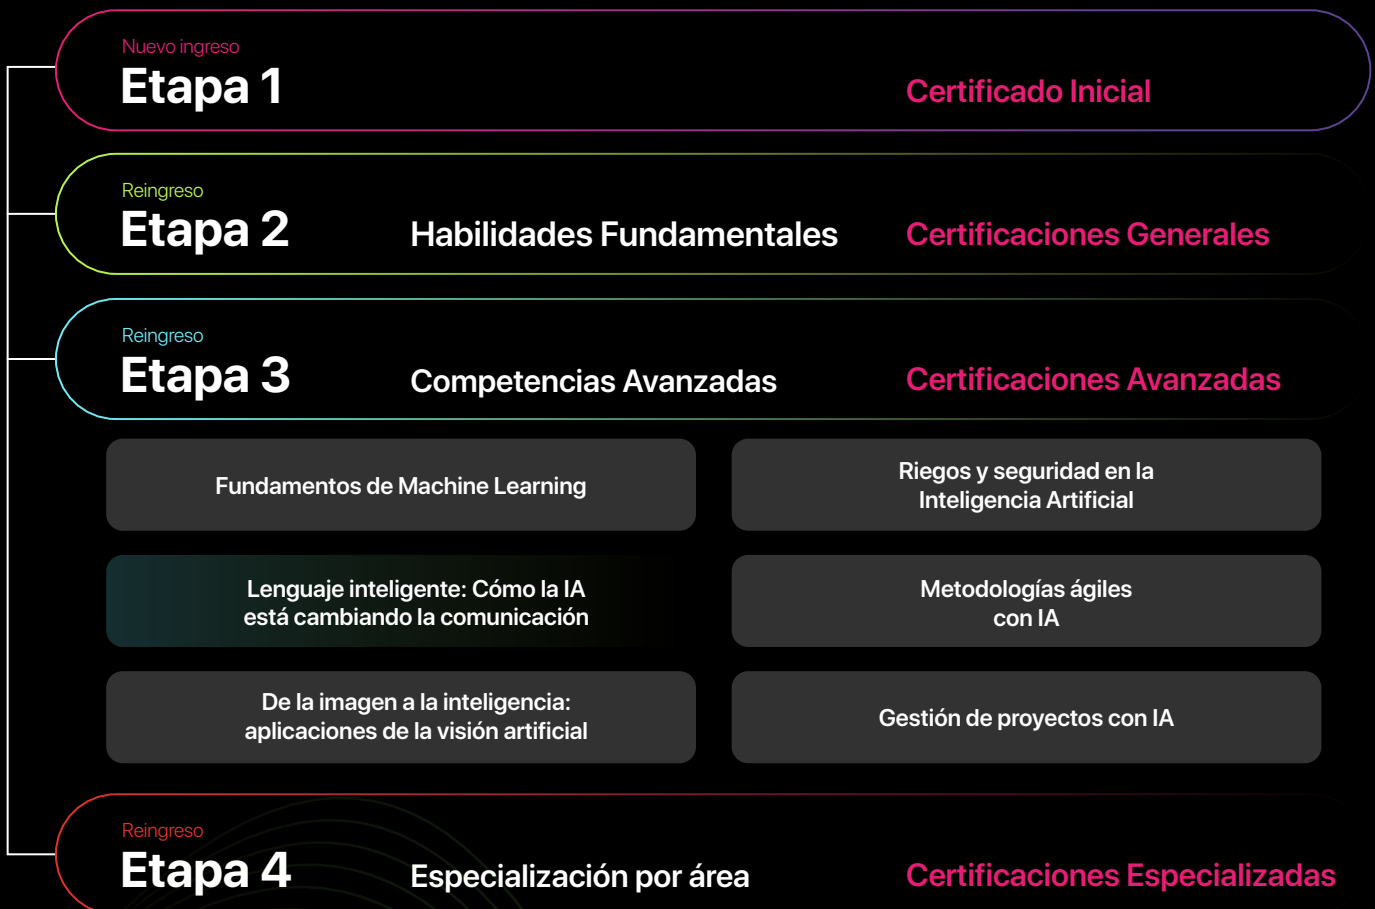 Nuevo ingreso
Etapa 1
Certificado Inicial
Reingreso
Etapa 2
Habilidades Fundamentales
Certificaciones Generales
Reingreso
Etapa 3
Competencias Avanzadas
Certificaciones Avanzadas
Fundamentos de Machine Learning
Riegos y seguridad en la
Inteligencia Artificial
Lenguaje inteligente: Cómo la IA
está cambiando la comunicación
Metodologías ágiles
con IA
De la imagen a la inteligencia:
aplicaciones de la visión artificial
Gestión de proyectos con IA
Reingreso
Etapa 4
Especialización por área
Certificaciones Especializadas